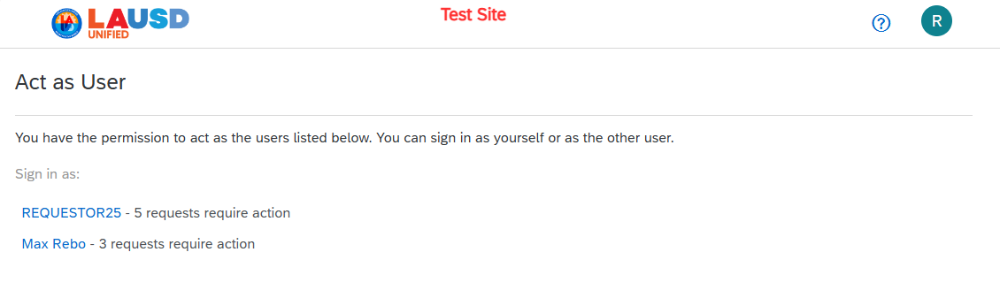 LAUSD
UNIFIED
Test Site
?
R
Act as User
You have the permission to act as the users listed below. You can sign in as yourself or as the other user.
Sign in as:
REQUESTOR25 - 5 requests require action
Max Rebo - 3 requests require action